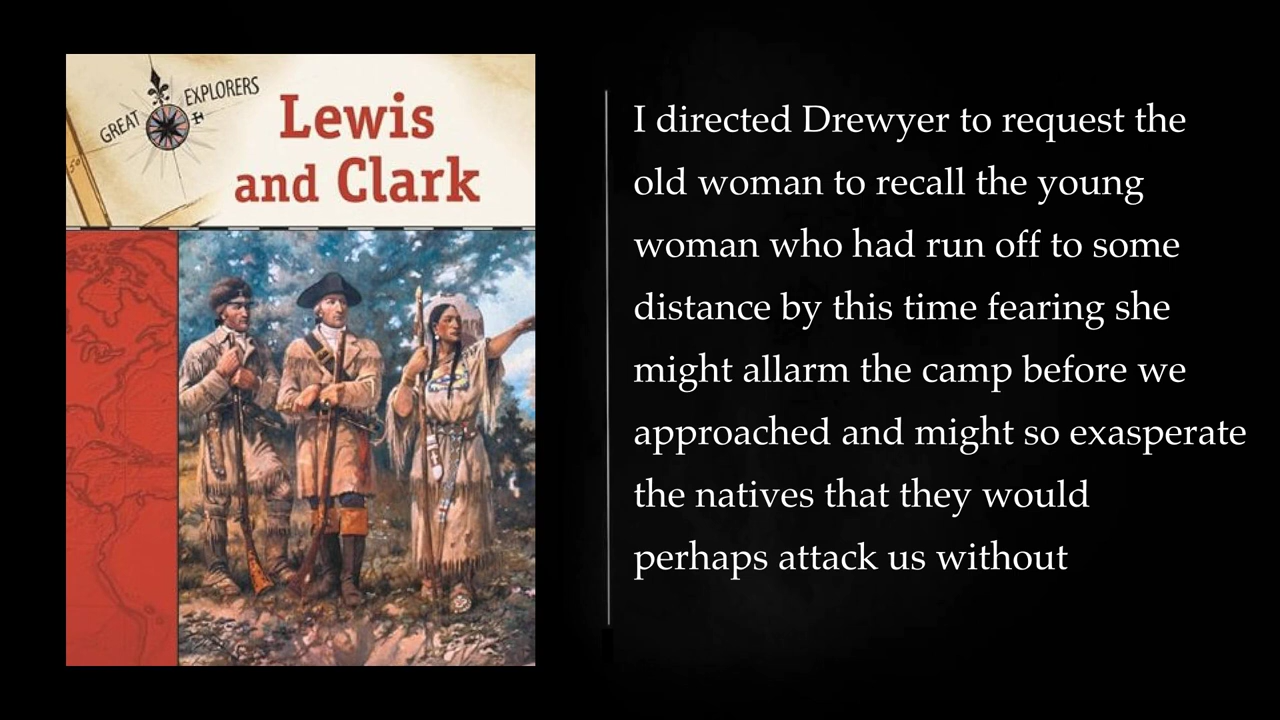 GREAT EXPLORERS
Lewis
and Clark
50
I directed Drewyer to request the
old woman to recall the young
woman who had run off to some
distance by this time fearing she
might allarm the camp before we
approached and might so exasperate
the natives that they would
perhaps attack us without